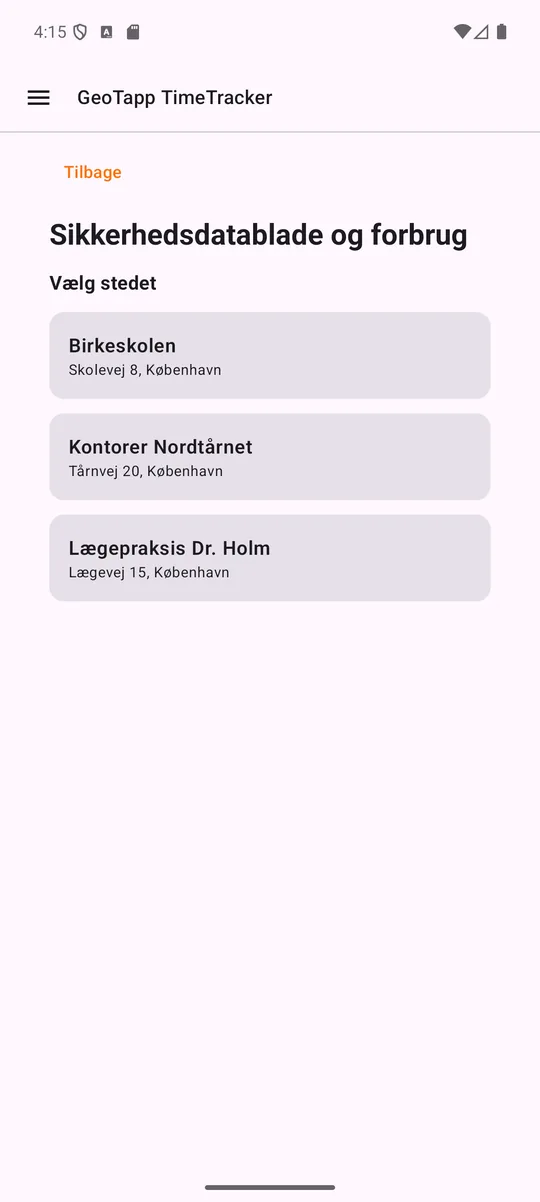 4:15
GeoTapp TimeTracker
Tilbage
Sikkerhedsdatablade og forbrug
Vælg stedet
Birkeskolen
Skolevej 8, København
Kontorer Nordtårnet
Tårnvej 20, København
Lægepraksis Dr. Holm
Lægevej 15, København